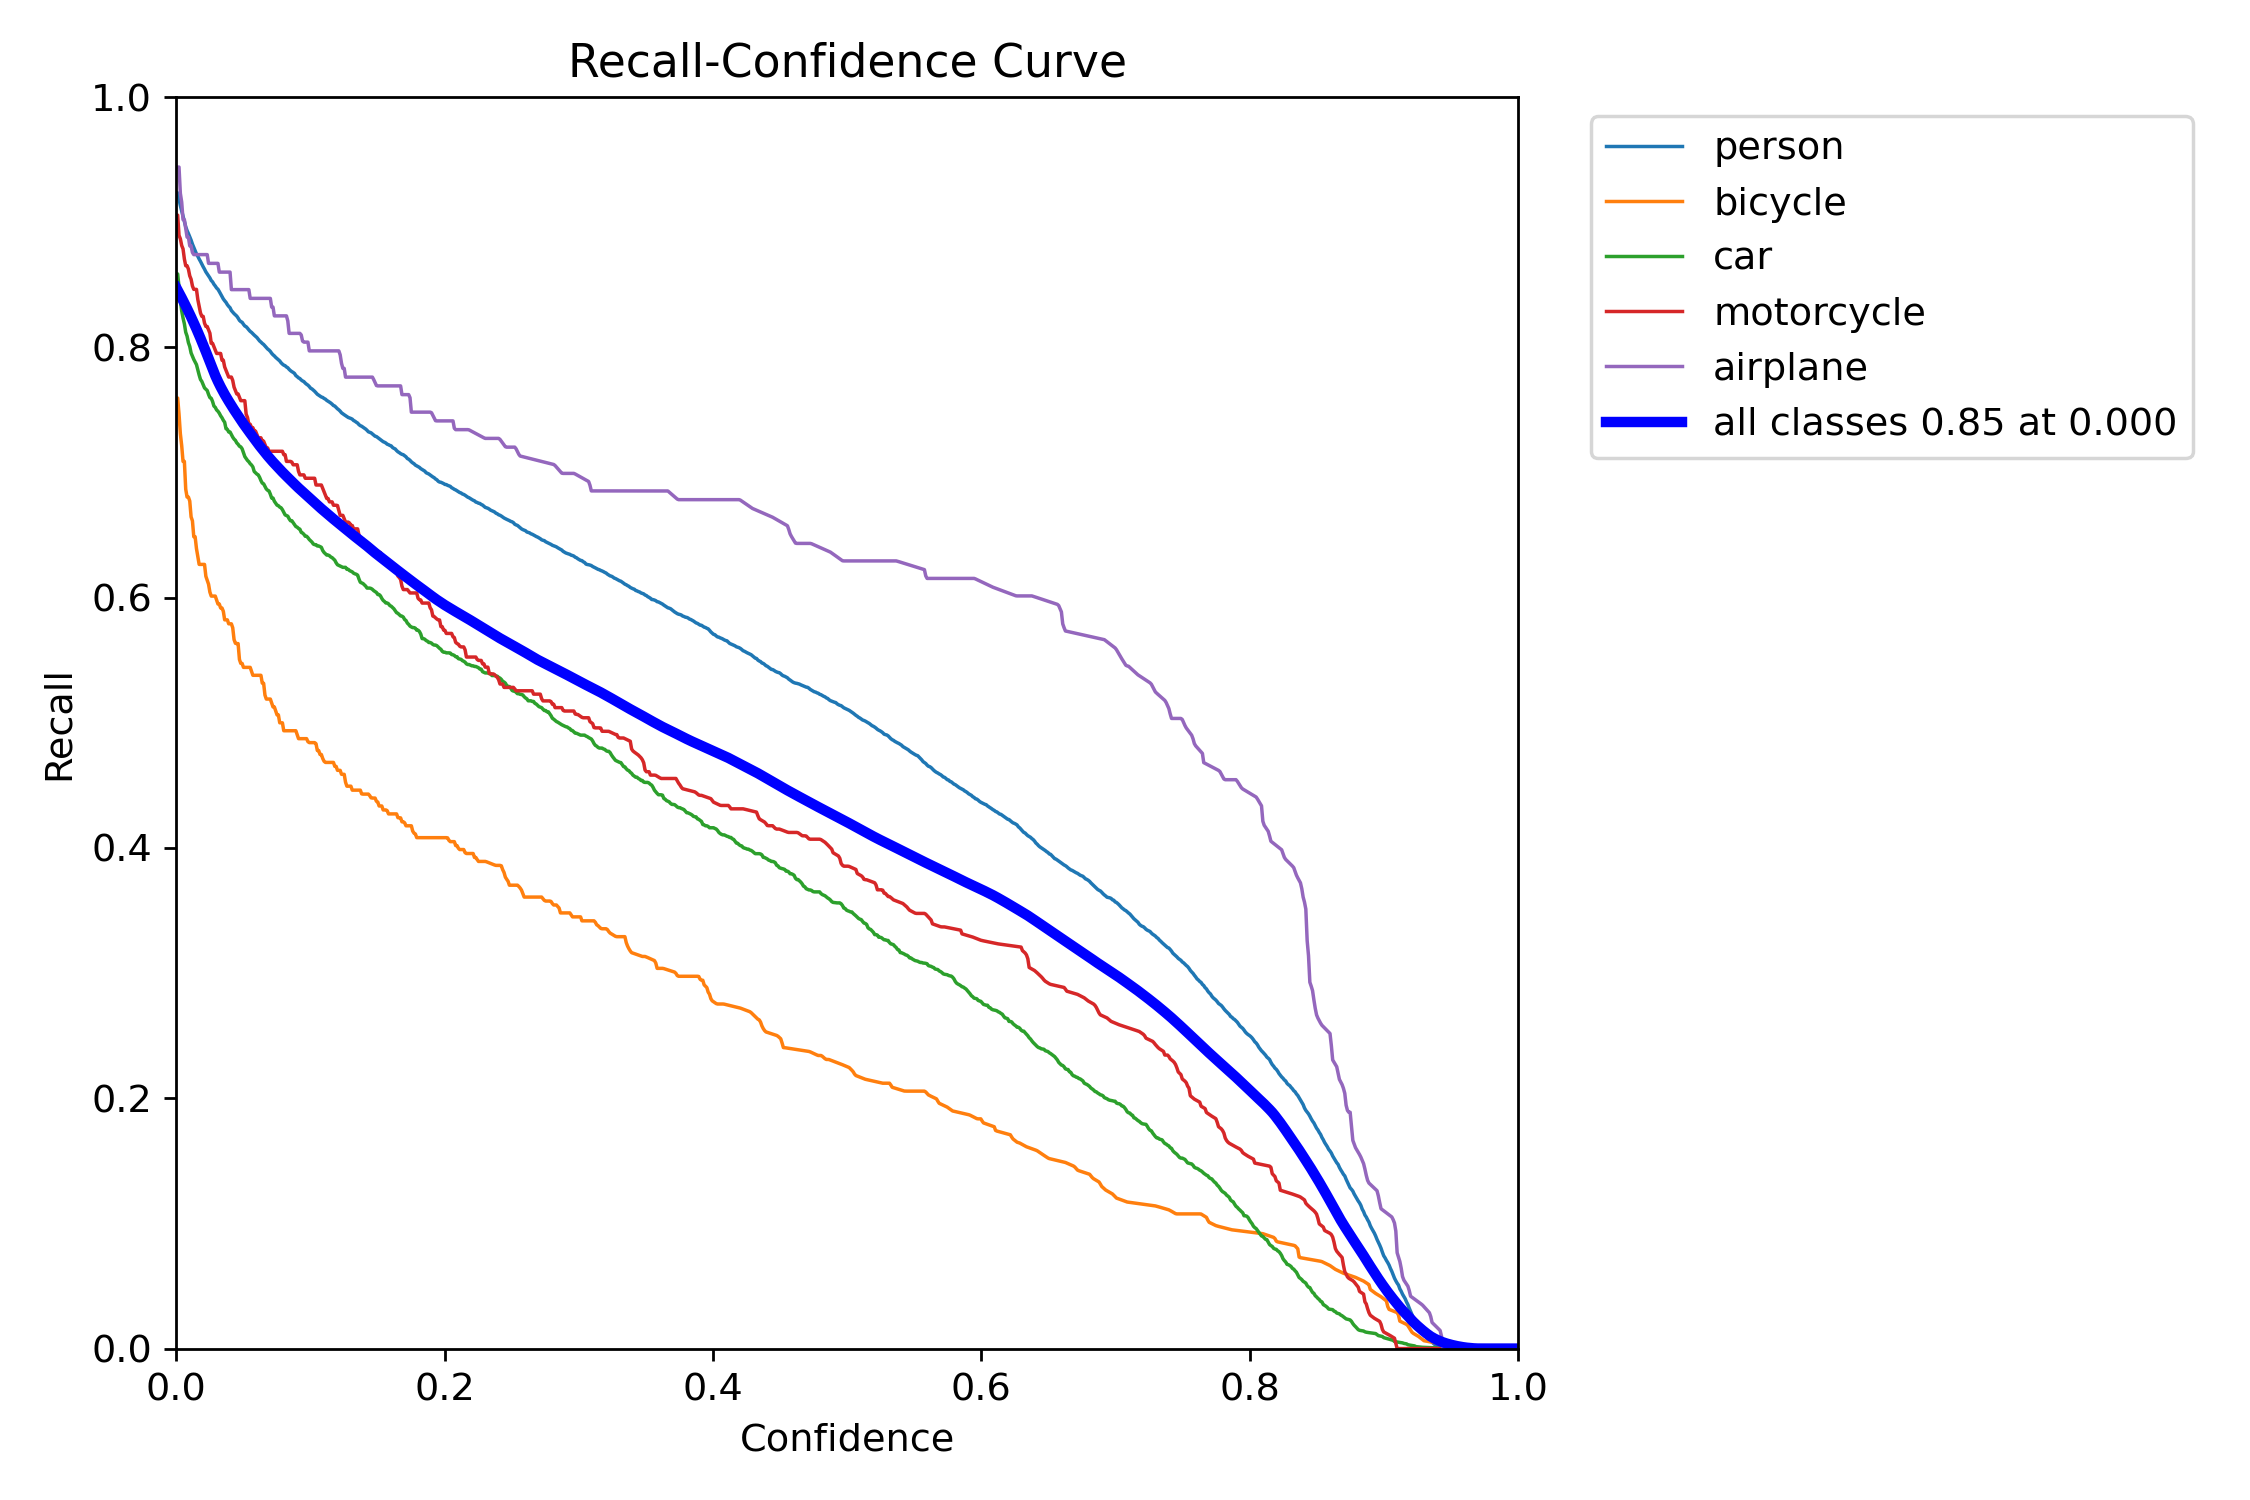 Recall-Confidence Curve
1.0
0.8
0.6
0.4
0.2
0.0
Recall
0.0 0.2 0.4 0.6 0.8 1.0
Confidence
person
bicycle
car
motorcycle
airplane
all classes 0.85 at 0.000